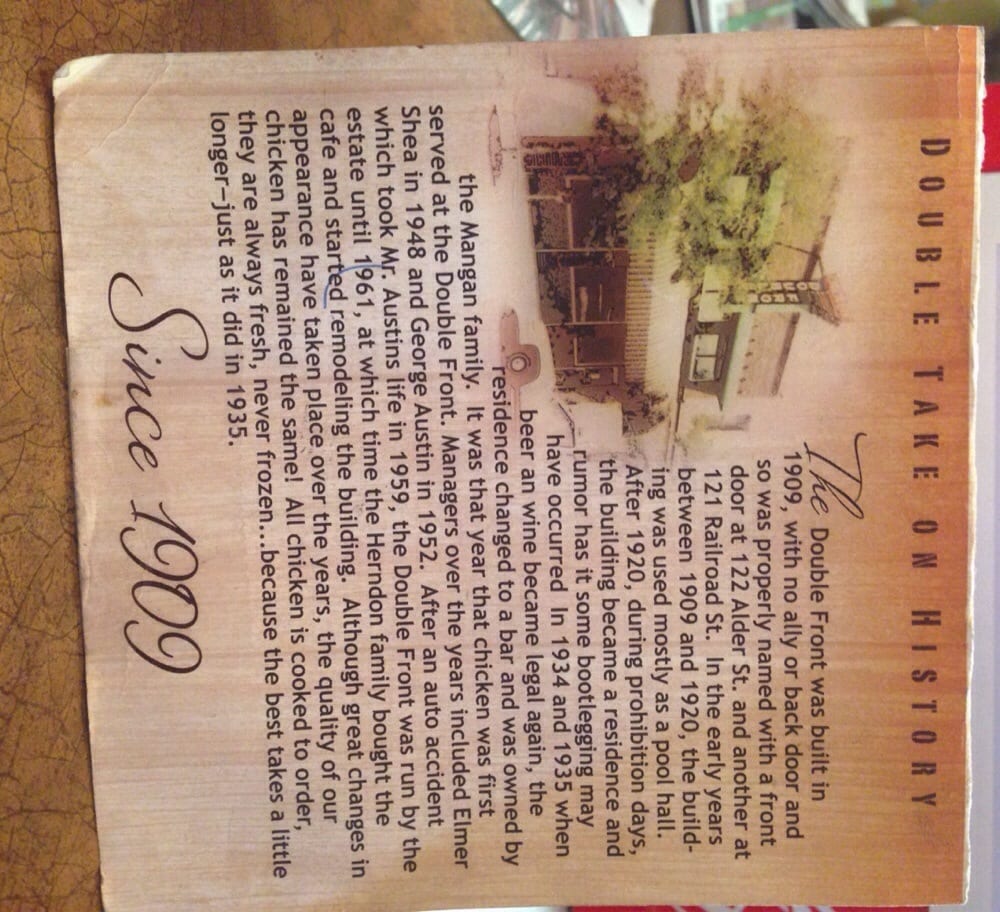 DOUBLE TAKE ON HISTORY
The Double Front was built in
1909, with no ally or back door and
so was properly named with a front
door at 122 Alder St. and another at
121 Railroad St. In the early years
between 1909 and 1920, the build-
ing was used mostly as a pool hall.
After 1920, during prohibition days,
the building became a residence and
rumor has it some bootlegging may
have occurred In 1934 and 1935 when
beer an wine became legal again, the
residence changed to a bar and was owned by
the Mangan family. It was that year that chicken was first
served at the Double Front. Managers over the years included Elmer
Shea in 1948 and George Austin in 1952. After an auto accident
which took Mr. Austins life in 1959, the Double Front was run by the
estate until 1961, at which time the Herndon family bought the
cafe and started remodeling the building. Although great changes in
appearance have taken place over the years, the quality of our
chicken has remained the same! All chicken is cooked to order,
they are always fresh, never frozen...because the best takes a little
longer–just as it did in 1935.
Since 1909